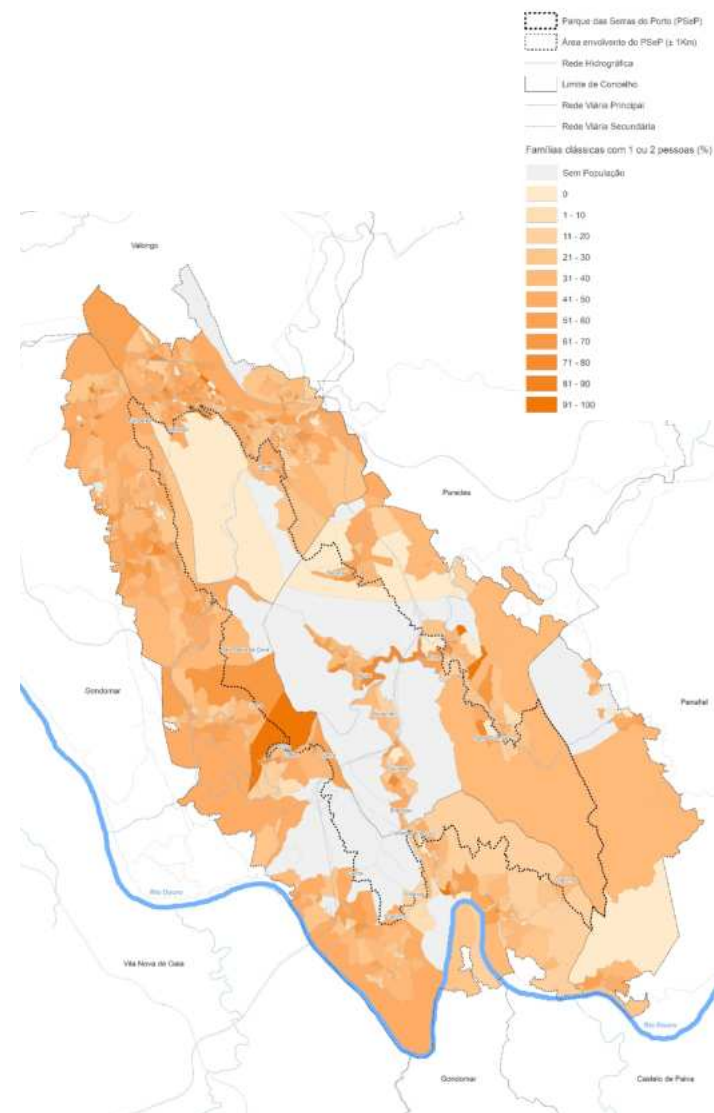 Parque das Serras do Porto (PSeP)
Área envolvente do PSeP (± 1Km)
Rede Hidrográfica
Limite de Concelho
Rede Viária Principal
Rede Viária Secundária
Famílias clássicas com 1 ou 2 pessoas (%)
Sem População
0
1 - 10
11 - 20
21 - 30
31 - 40
41 - 50
51 - 60
61 - 70
71 - 80
81 - 90
91 - 100
Valongo
Paredes
Gondomar
Penafiel
Rio Douro
Vila Nova de Gaia
Rio Douro
Gondomar
Castelo de Paiva